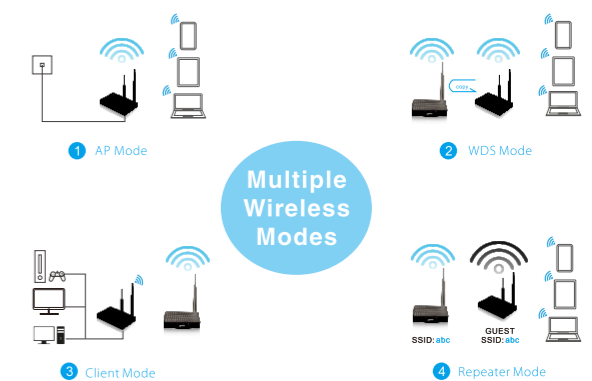 copy
1 AP Mode
2 WDS Mode
Multiple
Wireless
Modes
SSID: abc
GUEST
SSID: abc
3 Client Mode
4 Repeater Mode